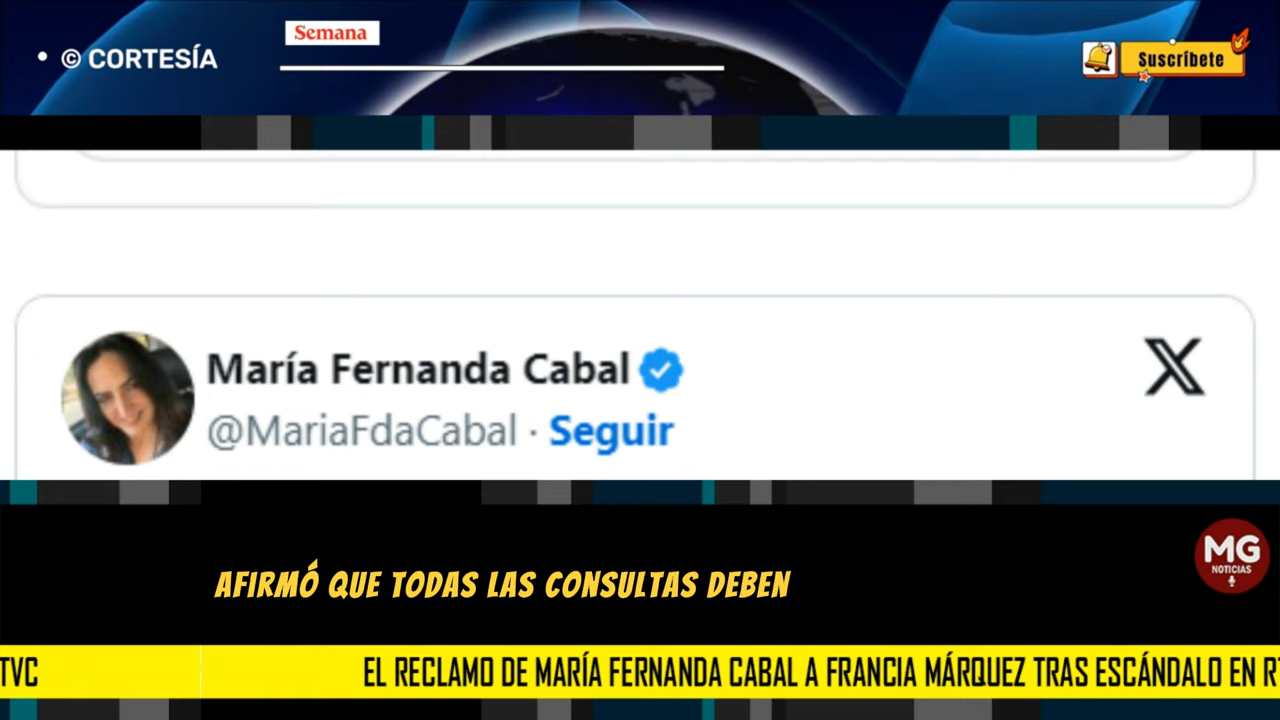 Semana
• © CORTESÍA
Suscríbete
María Fernanda Cabal
@MariaFdaCabal · Seguir
X
MG
NOTICIAS
AFIRMÓ QUE TODAS LAS CONSULTAS DEBEN
TVC EL RECLAMO DE MARÍA FERNANDA CABAL A FRANCIA MÁRQUEZ TRAS ESCÁNDALO EN